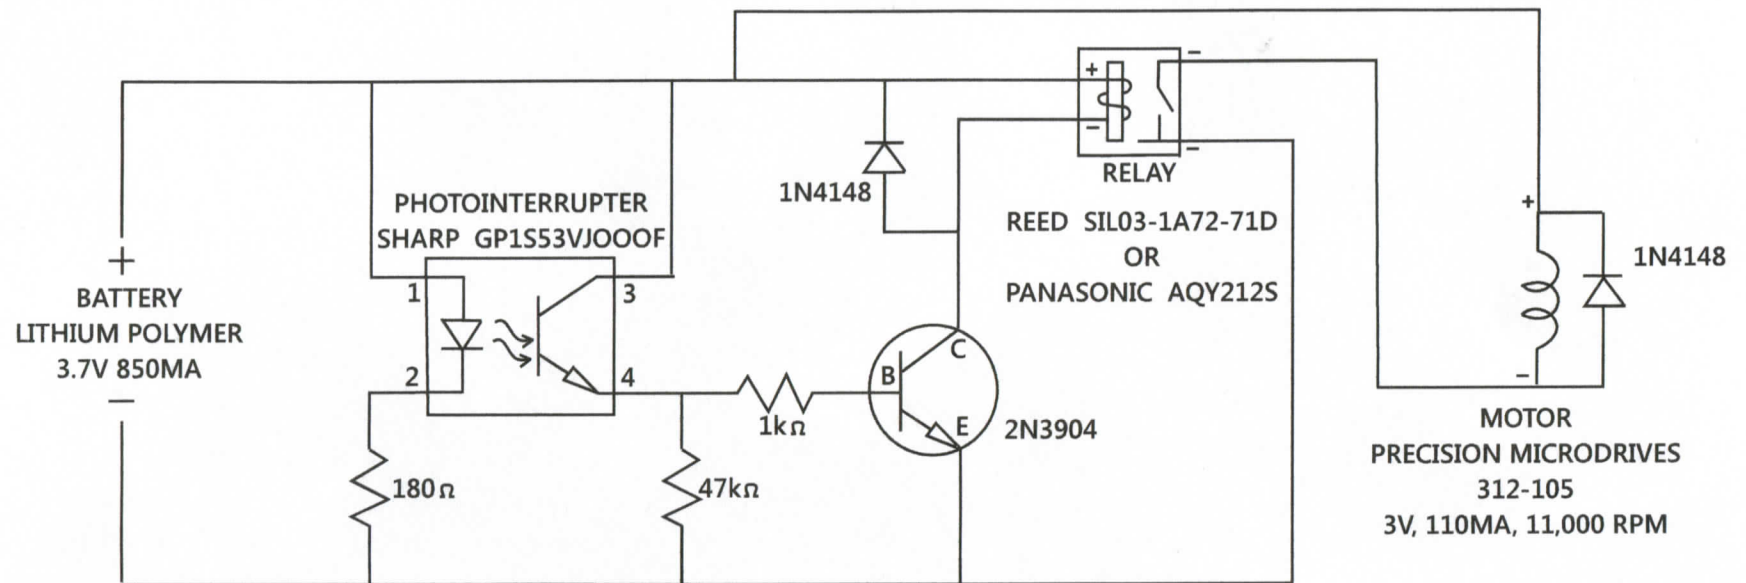 +
BATTERY
LITHIUM POLYMER
3.7V 850MA
−
PHOTOINTERRUPTER
SHARP GP1S53VJOOOF
1
2
3
4
180Ω
47kΩ
1kΩ
1N4148
B
C
E
2N3904
+
−
−
−
RELAY
REED SIL03-1A72-71D
OR
PANASONIC AQY212S
+
−
1N4148
MOTOR
PRECISION MICRODRIVES
312-105
3V, 110MA, 11,000 RPM